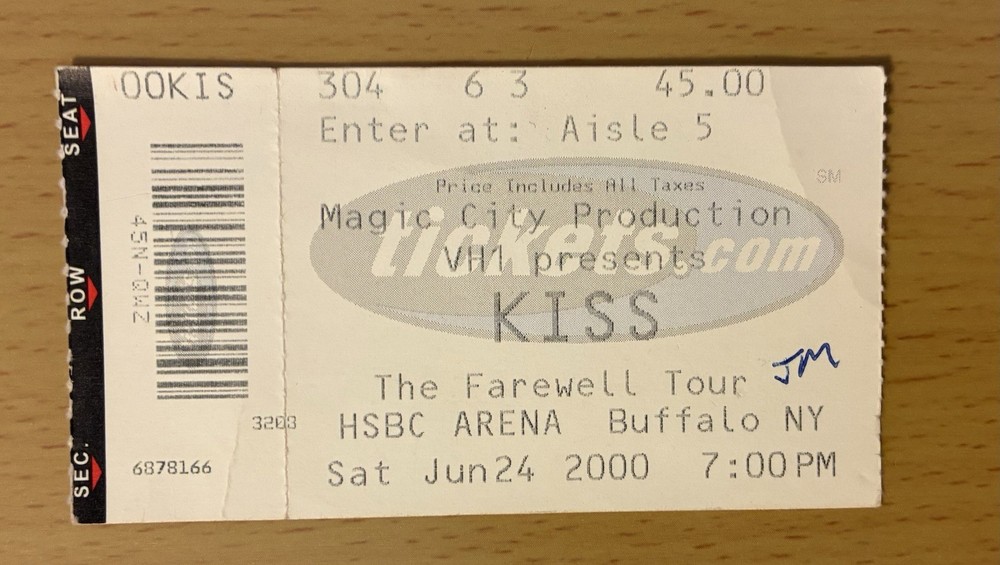 SEAT
ROW
SEC.
OOKIS
45N-QWZ
3203
6878166
304 6 3 45.00
Enter at: Aisle 5
SM
Price Includes All Taxes
Magic City Production
tickets.com
VH1 presents
KISS
The Farewell Tour
JM
HSBC ARENA Buffalo NY
Sat Jun24 2000 7:00PM